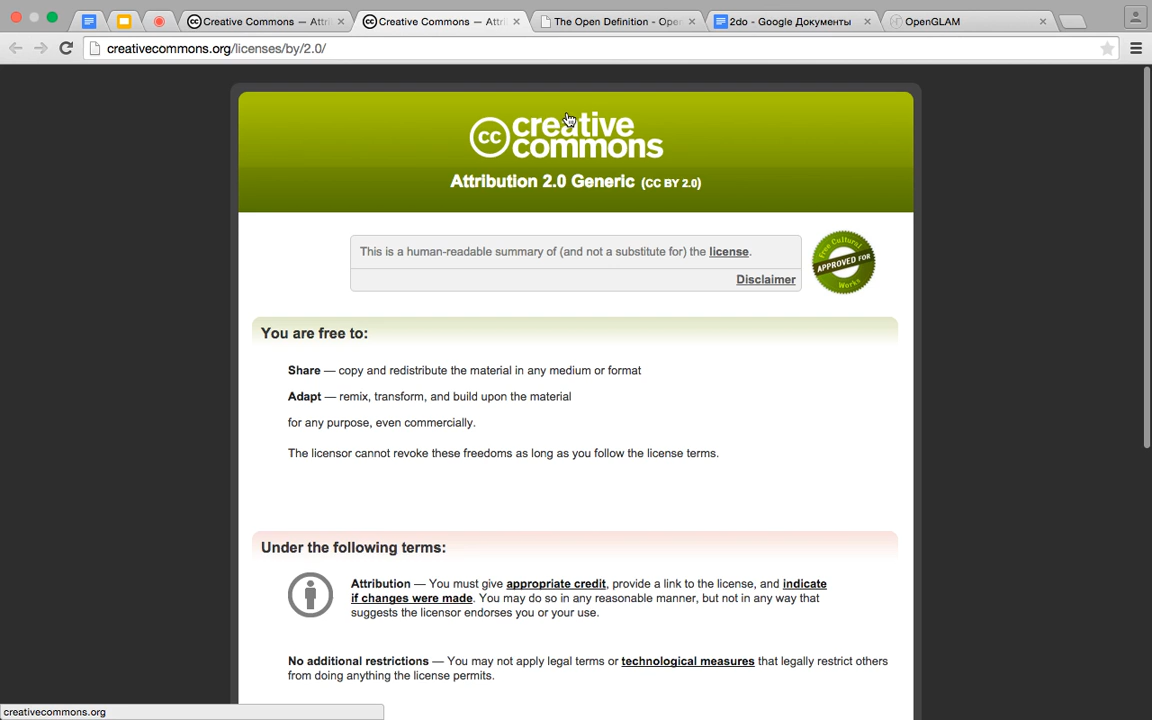 Creative Commons — Attri
Creative Commons — Attri
The Open Definition - Open
2do - Google Документы
OpenGLAM
creativecommons.org/licenses/by/2.0/
cc creative
commons
Attribution 2.0 Generic (CC BY 2.0)
This is a human-readable summary of (and not a substitute for) the license.
Disclaimer
Free Cultural
APPROVED FOR
Works
You are free to:
Share — copy and redistribute the material in any medium or format
Adapt — remix, transform, and build upon the material
for any purpose, even commercially.
The licensor cannot revoke these freedoms as long as you follow the license terms.
Under the following terms:
Attribution — You must give appropriate credit, provide a link to the license, and indicate
if changes were made. You may do so in any reasonable manner, but not in any way that
suggests the licensor endorses you or your use.
No additional restrictions — You may not apply legal terms or technological measures that legally restrict others
from doing anything the license permits.
creativecommons.org